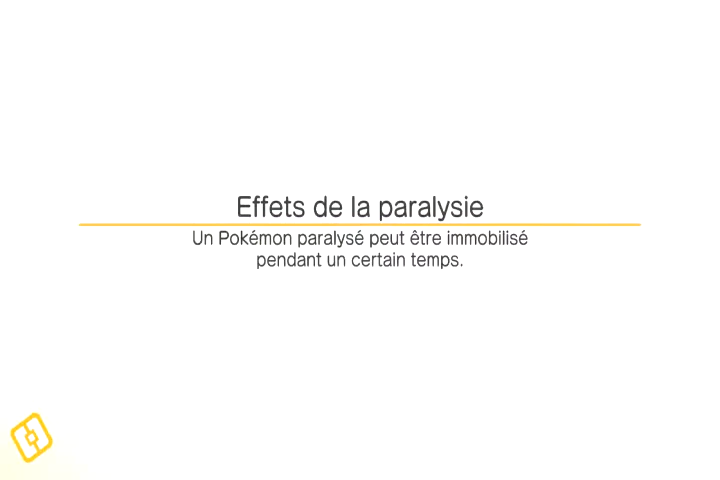 Effets de la paralysie
Un Pokémon paralysé peut être immobilisé
pendant un certain temps.